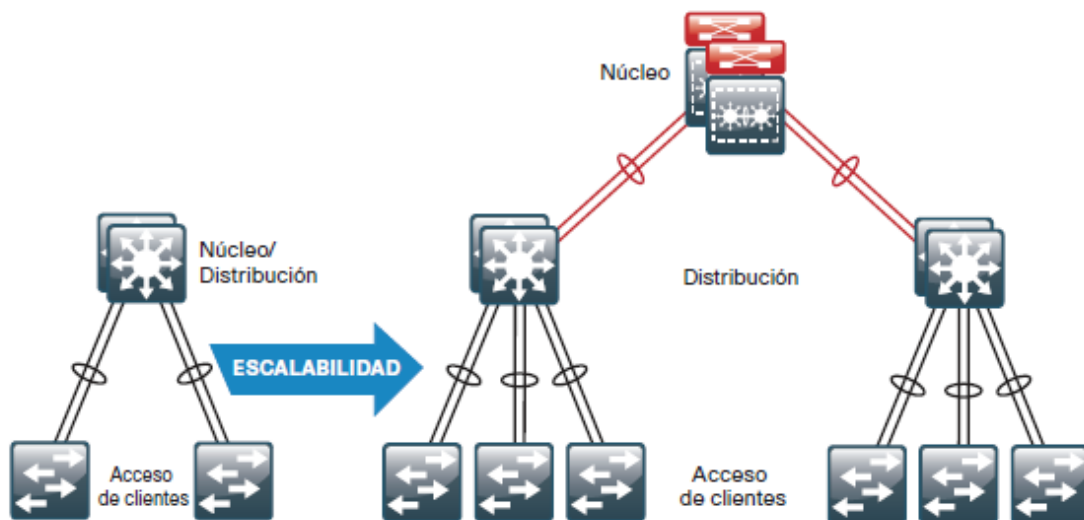 Núcleo
Núcleo/
Distribución
Distribución
ESCALABILIDAD
Acceso
de clientes
Acceso
de clientes